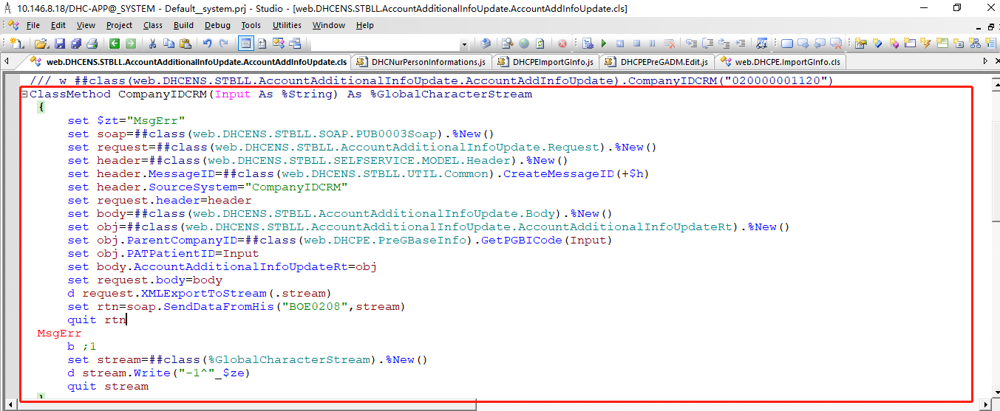 10.146.8.18/DHC-APP@_SYSTEM - Default__system.prj - Studio - [web.DHCENS.STBLL.AccountAdditionalInfoUpdate.AccountAddInfoUpdate.cls]
File Edit View Project Class Build Debug Tools Utilities Window Help
web.DHCENS.STBLL.AccountAdditionalInfoUpdate.AccountAddInfoUpdate.cls DHCNurPersonInformations.js DHCPEImportGInfo.js DHCPEPreGADM.Edit.js web.DHCPE.ImportGInfo.cls
/// w ##class(web.DHCENS.STBLL.AccountAdditionalInfoUpdate.AccountAddInfoUpdate).CompanyIDCRM("020000001120")
ClassMethod CompanyIDCRM(Input As %String) As %GlobalCharacterStream
{
set $zt="MsgErr"
set soap=##class(web.DHCENS.STBLL.SOAP.PUB0003Soap).%New()
set request=##class(web.DHCENS.STBLL.AccountAdditionalInfoUpdate.Request).%New()
set header=##class(web.DHCENS.STBLL.SELFSERVICE.MODEL.Header).%New()
set header.MessageID=##class(web.DHCENS.STBLL.UTIL.Common).CreateMessageID(+$h)
set header.SourceSystem="CompanyIDCRM"
set request.header=header
set body=##class(web.DHCENS.STBLL.AccountAdditionalInfoUpdate.Body).%New()
set obj=##class(web.DHCENS.STBLL.AccountAdditionalInfoUpdate.AccountAdditionalInfoUpdateRt).%New()
set obj.ParentCompanyID=##class(web.DHCPE.PreGBaseInfo).GetPGBICode(Input)
set obj.PATPatientID=Input
set body.AccountAdditionalInfoUpdateRt=obj
set request.body=body
d request.XMLExportToStream(.stream)
set rtn=soap.SendDataFromHis("BOE0208",stream)
quit rtn
MsgErr
b ;1
set stream=##class(%GlobalCharacterStream).%New()
d stream.Write("-1^"_$ze)
quit stream
}